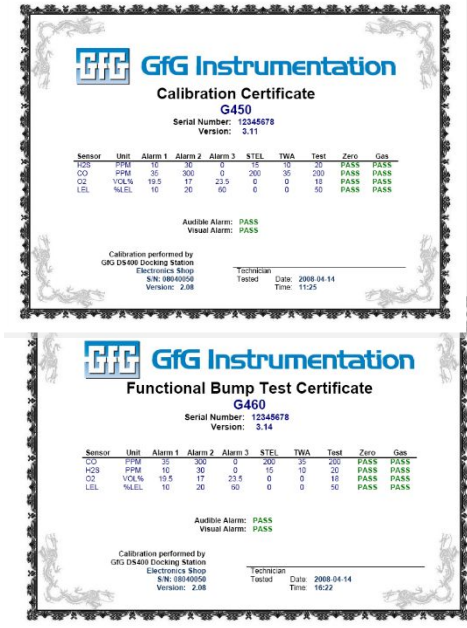 GfG GfG Instrumentation
Calibration Certificate
G450
Serial Number: 12345678
Version: 3.11
Sensor Unit Alarm 1 Alarm 2 Alarm 3 STEL TWA Test Zero Gas
H2S PPM 10 30 0 15 10 20 PASS PASS
CO PPM 35 300 0 200 35 200 PASS PASS
O2 VOL% 19.5 17 23.5 0 0 18 PASS PASS
LEL %LEL 10 20 60 0 0 50 PASS PASS
Audible Alarm: PASS
Visual Alarm: PASS
Calibration performed by
GfG DS400 Docking Station
Electronics Shop
S/N: 08040050
Version: 2.08
Technician
Tested Date: 2008-04-14
Time: 11:25
GfG GfG Instrumentation
Functional Bump Test Certificate
G460
Serial Number: 12345678
Version: 3.14
Sensor Unit Alarm 1 Alarm 2 Alarm 3 STEL TWA Test Zero Gas
CO PPM 35 300 0 200 35 200 PASS PASS
H2S PPM 10 30 0 15 10 20 PASS PASS
O2 VOL% 19.5 17 23.5 0 0 18 PASS PASS
LEL %LEL 10 20 60 0 0 50 PASS PASS
Audible Alarm: PASS
Visual Alarm: PASS
Calibration performed by
GfG DS400 Docking Station
Electronics Shop
S/N: 08040050
Version: 2.08
Technician
Tested Date: 2008-04-14
Time: 16:22